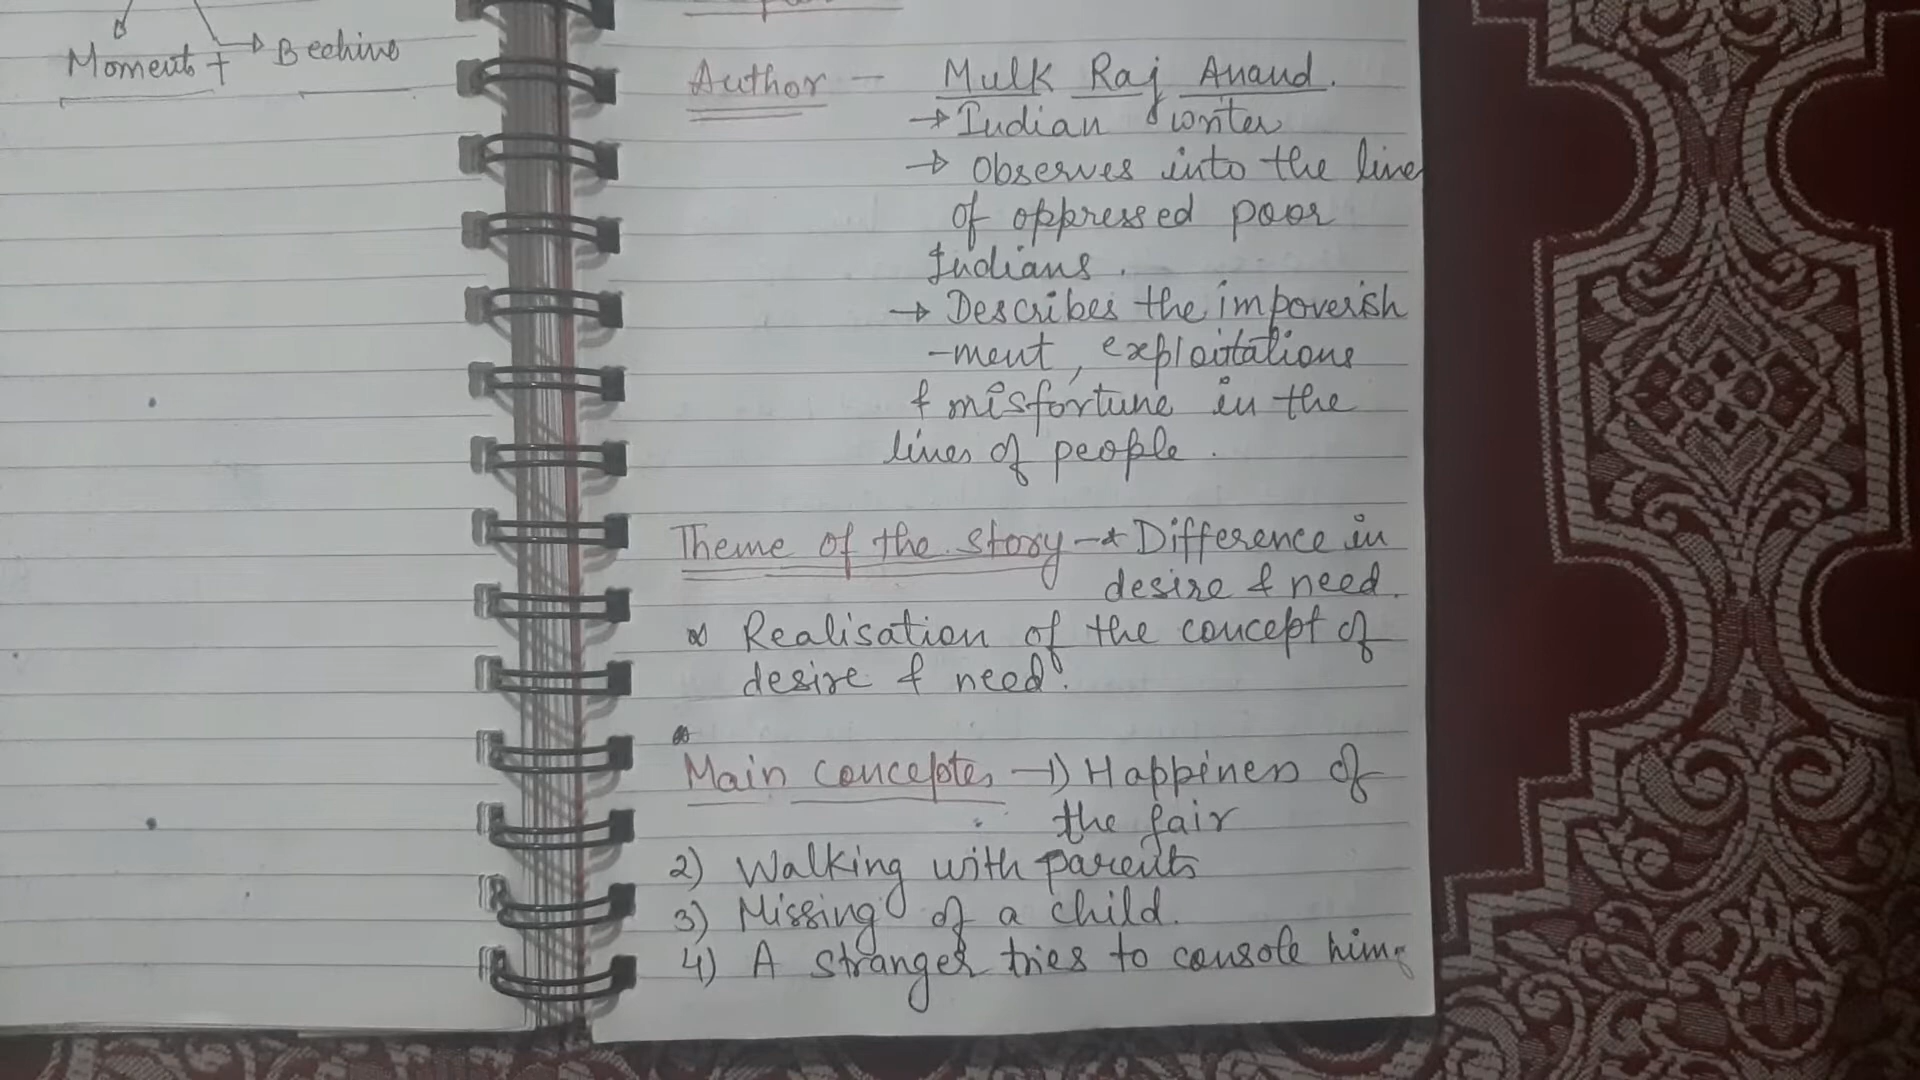 Moments + → Beehive
Author - Mulk Raj Anand.
→ Indian writer
→ Observes into the lives
of oppressed poor
Indians.
→ Describes the impoverish
-ment, exploitations
& misfortune in the
lives of people.
Theme of the story → Difference in
desire & need.
Realisation of the concept of
desire & need.
Main concepts → 1) Happiness of
the fair
2) Walking with parents
3) Missing of a child.
4) A stranger tries to console him